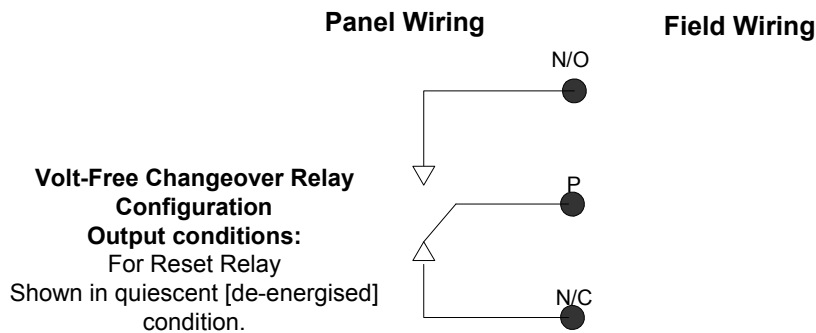 Panel Wiring
Field Wiring
N/O
Volt-Free Changeover Relay
Configuration
Output conditions:
For Reset Relay
Shown in quiescent [de-energised]
condition.
P
N/C